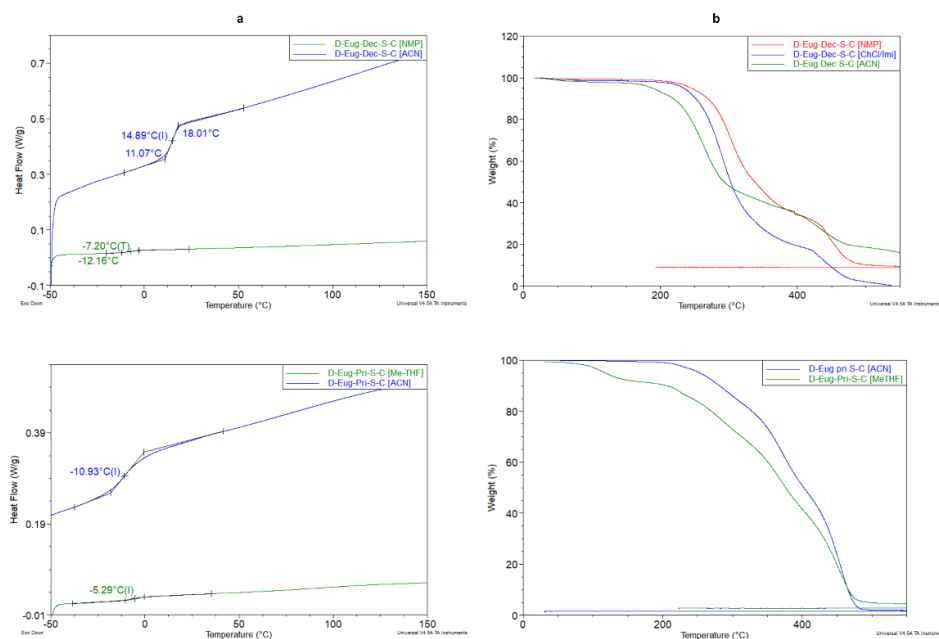 a
b
D-Eug-Dec-S-C [NMP]
D-Eug-Dec-S-C [ACN]
0.7
0.5
0.3
0.1
-0.1
Heat Flow (W/g)
14.89°C(I)
18.01°C
11.07°C
-7.20°C(T)
-12.16°C
-50
0
50
100
150
Exo Down
Temperature (°C)
Universal V4.5A TA Instruments
D-Eug-Dec-S-C [NMP]
D-Eug-Dec-S-C [ChCl/Imi]
D-Eug Dec S-C [ACN]
120
100
80
60
40
20
0
Weight (%)
0
200
400
Temperature (°C)
Universal V4.5A TA Instruments
D-Eug-Pri-S-C [Me-THF]
D-Eug-Pri-S-C [ACN]
0.39
0.19
-0.01
Heat Flow (W/g)
-10.93°C(I)
-5.29°C(I)
-50
0
50
100
150
Exo Down
Temperature (°C)
Universal V4.5A TA Instruments
D-Eug pri S-C [ACN]
D-Eug-Pri-S-C [MeTHF]
100
80
60
40
20
0
Weight (%)
0
200
400
Temperature (°C)
Universal V4.5A TA Instruments